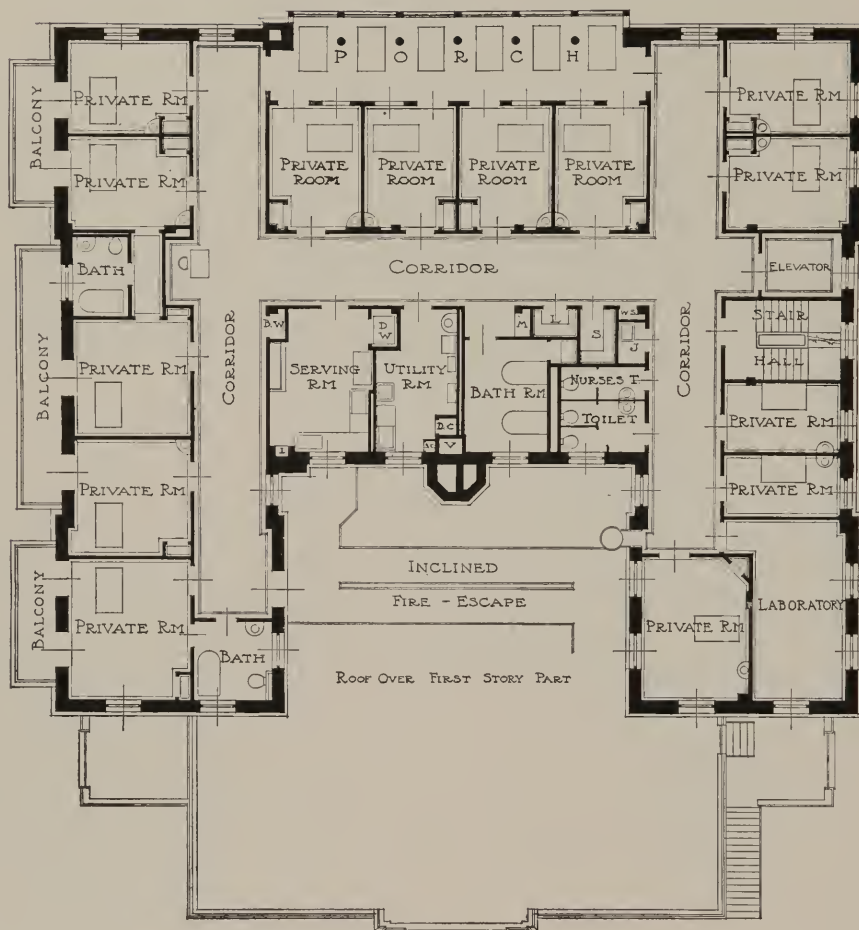 P O R C H
BALCONY
PRIVATE RM
PRIVATE RM
PRIVATE RM
PRIVATE RM
PRIVATE
ROOM
PRIVATE
ROOM
PRIVATE
ROOM
PRIVATE
ROOM
BATH
CORRIDOR
ELEVATOR
BALCONY
CORRIDOR
D.W
D
W
M
L
S
W.S
J
CORRIDOR
STAIR
HALL
PRIVATE RM
SERVING
RM
UTILITY
RM
BATH RM
NURSES T.
TOILET
D.C
V
I
PRIVATE RM
PRIVATE RM
PRIVATE RM
BALCONY
PRIVATE RM
BATH
INCLINED
FIRE - ESCAPE
ROOF OVER FIRST STORY PART
PRIVATE RM
LABORATORY